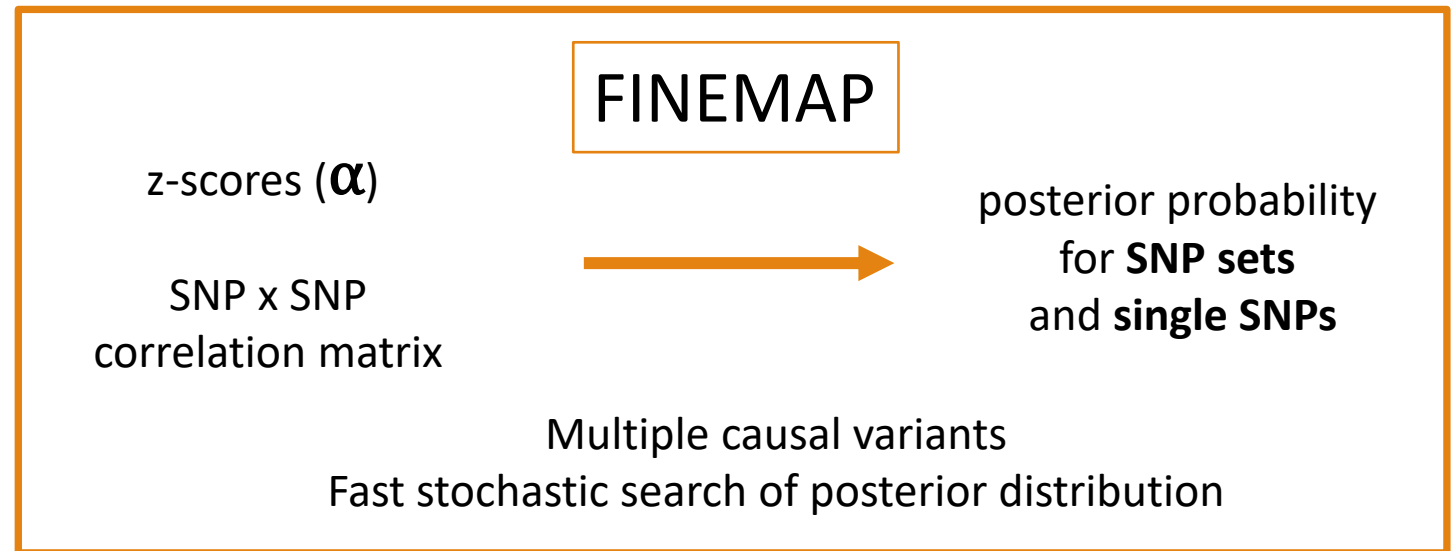 FINEMAP
z-scores (α)
SNP x SNP
correlation matrix
posterior probability
for SNP sets
and single SNPs
Multiple causal variants
Fast stochastic search of posterior distribution